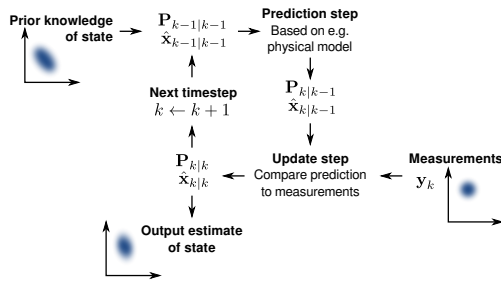 Prior knowledge
of state
P_{k−1|k−1}
x̂_{k−1|k−1}
Prediction step
Based on e.g.
physical model
P_{k|k−1}
x̂_{k|k−1}
Next timestep
k ← k + 1
P_{k|k}
x̂_{k|k}
Update step
Compare prediction
to measurements
Measurements
y_k
Output estimate
of state